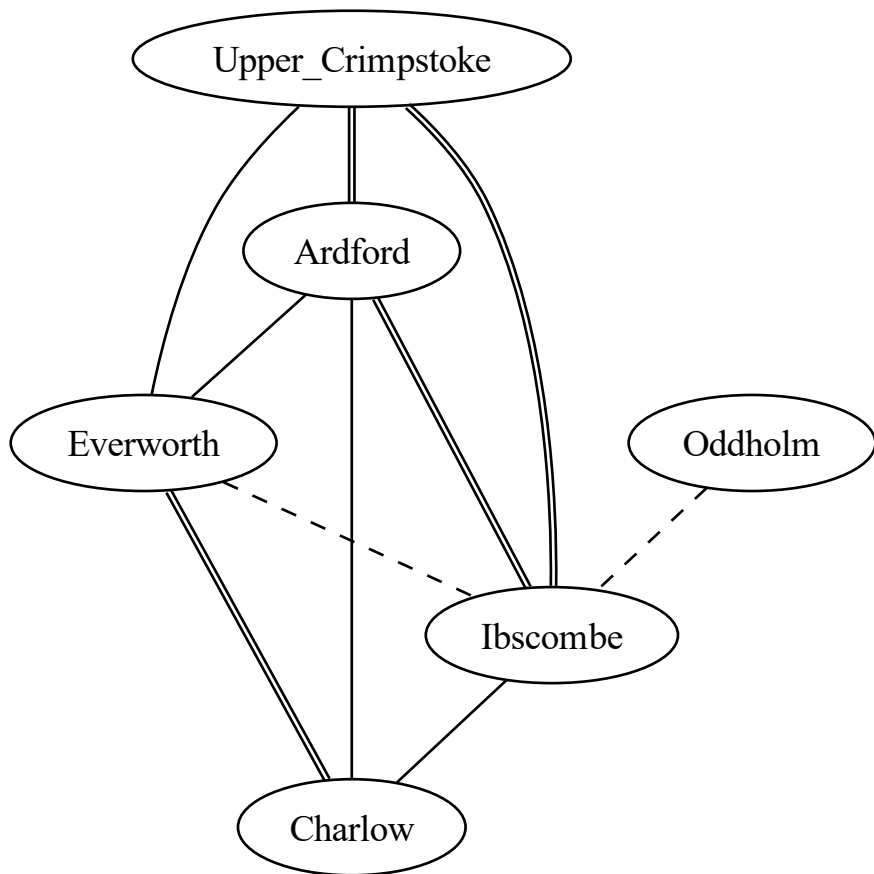 Upper_Crimpstoke
Ardford
Everworth
Oddholm
Ibscombe
Charlow